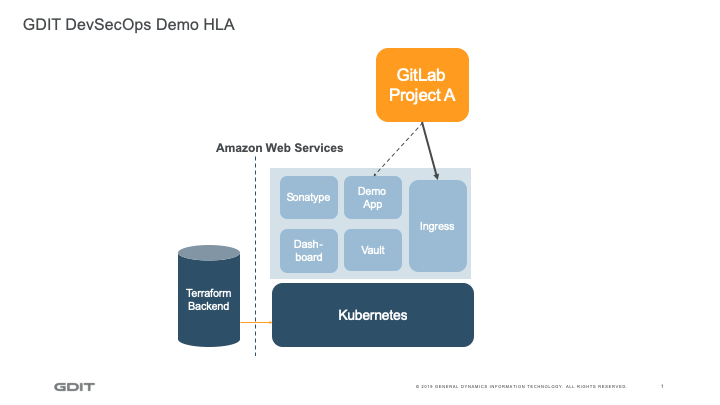 GDIT DevSecOps Demo HLA
GitLab
Project A
Amazon Web Services
Sonatype
Demo
App
Ingress
Dash-
board
Vault
Terraform
Backend
Kubernetes
GDIT
© 2019 GENERAL DYNAMICS INFORMATION TECHNOLOGY. ALL RIGHTS RESERVED.
1